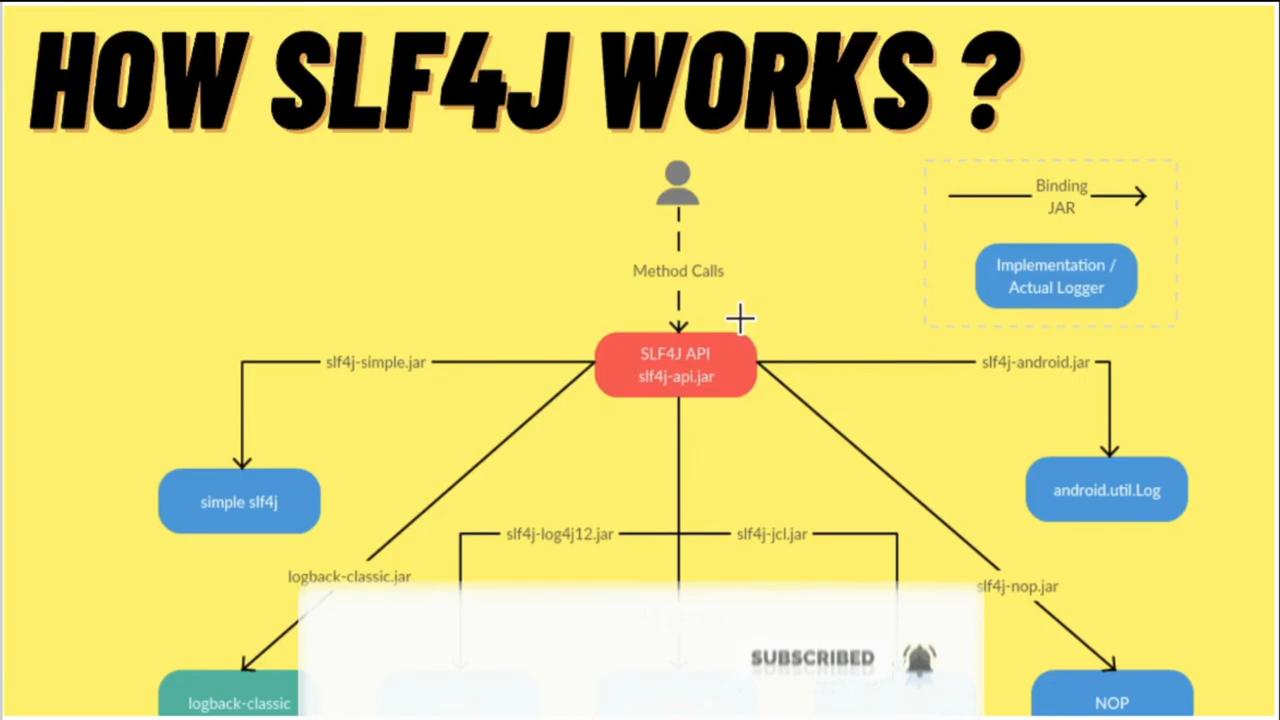 HOW SLF4J WORKS ?
Binding
JAR
Implementation /
Actual Logger
Method Calls
SLF4J API
slf4j-api.jar
slf4j-simple.jar
slf4j-android.jar
simple slf4j
android.util.Log
slf4j-log4j12.jar
slf4j-jcl.jar
logback-classic.jar
slf4j-nop.jar
SUBSCRIBED
logback-classic
NOP